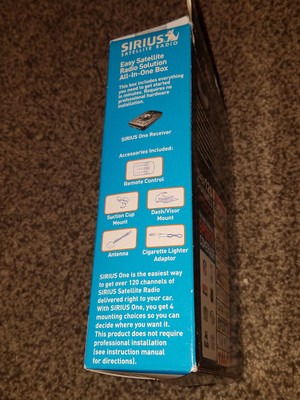 SIRIUS
SATELLITE RADIO
Easy Satellite
Radio Solution
All-In-One Box
This box includes everything
you need to get started
in minutes. Requires no
professional hardware
installation.
SIRIUS One Receiver
Accessories Included:
Remote Control
Suction Cup
Mount
Dash/Visor
Mount
Antenna
Cigarette Lighter
Adaptor
SIRIUS One is the easiest way
to get over 120 channels of
SIRIUS Satellite Radio
delivered right to your car.
With SIRIUS One, you get 4
mounting choices so you can
decide where you want it.
This product does not require
professional installation
(see instruction manual
for directions).